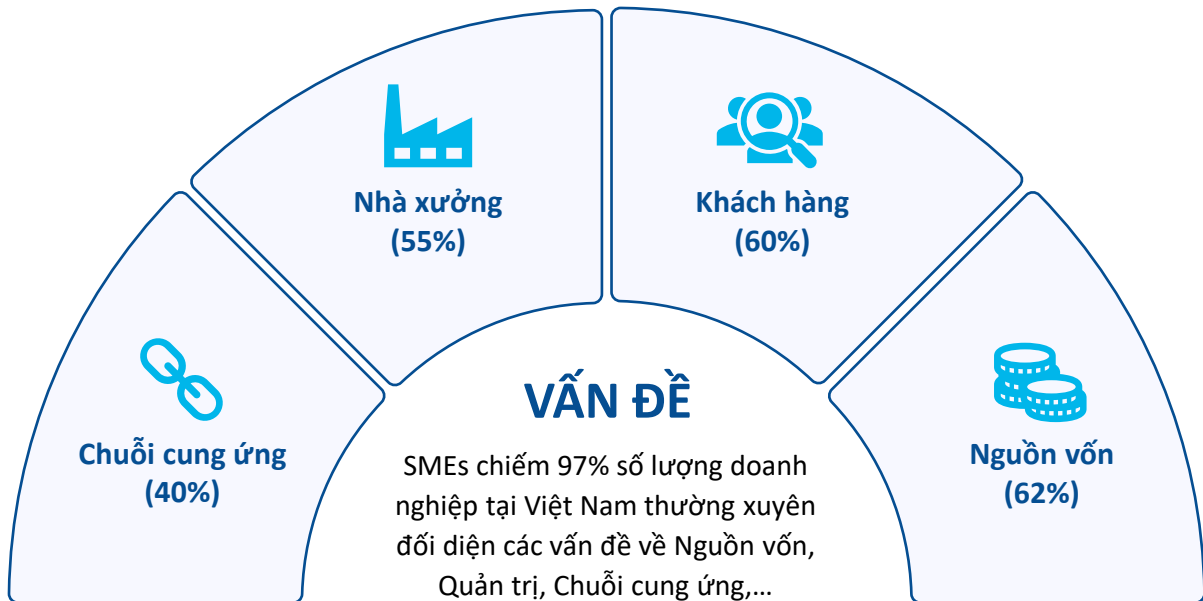 Nhà xưởng
(55%)
Khách hàng
(60%)
Chuỗi cung ứng
(40%)
VẤN ĐỀ
SMEs chiếm 97% số lượng doanh
nghiệp tại Việt Nam thường xuyên
đối diện các vấn đề về Nguồn vốn,
Quản trị, Chuỗi cung ứng,...
Nguồn vốn
(62%)